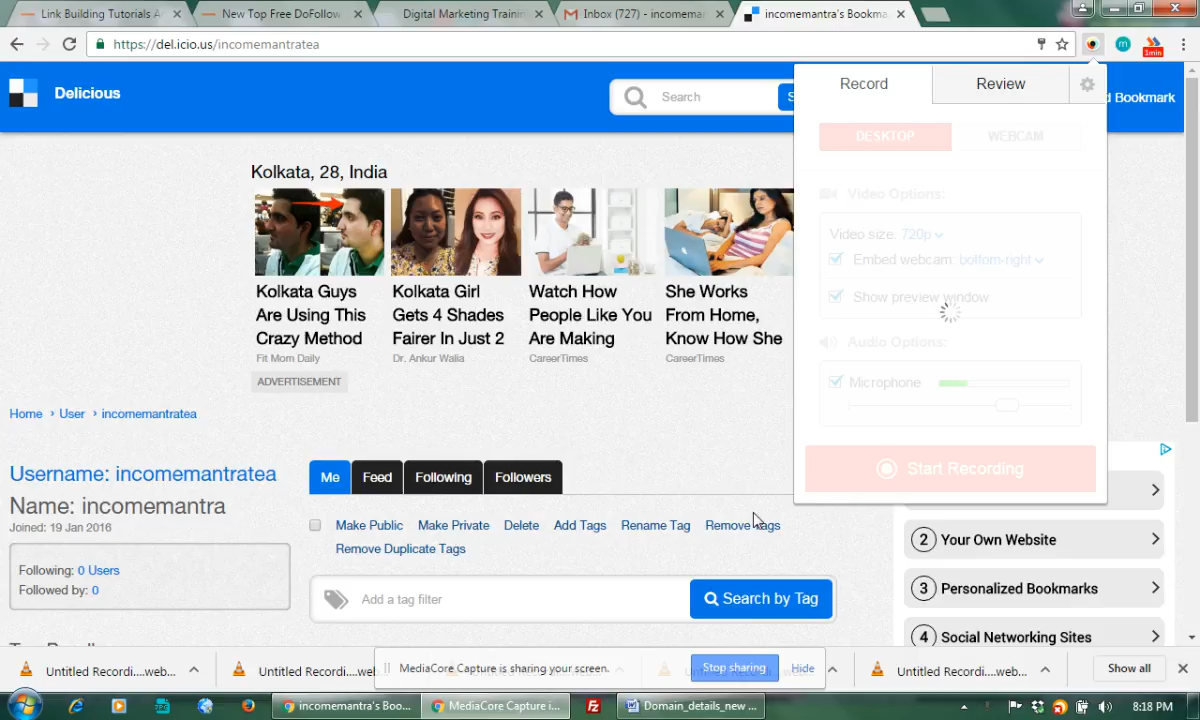 Link Building Tutorials A
New Top Free DoFollow
Digital Marketing Trainin
Inbox (727) - incomeman
incomemantra's Bookma
https://del.icio.us/incomemantratea
1min
Delicious
Search
S
d Bookmark
Record
Review
DESKTOP
WEBCAM
Video Options:
Video size: 720p
Embed webcam: bottom-right
Show preview window
Audio Options:
Microphone
Start Recording
Kolkata, 28, India
Kolkata Guys
Are Using This
Crazy Method
Fit Mom Daily
Kolkata Girl
Gets 4 Shades
Fairer In Just 2
Dr. Ankur Walia
Watch How
People Like You
Are Making
CareerTimes
She Works
From Home,
Know How She
CareerTimes
ADVERTISEMENT
Home › User › incomemantratea
Username: incomemantratea
Name: incomemantra
Joined: 19 Jan 2016
Following: 0 Users
Followed by: 0
Me
Feed
Following
Followers
Make Public
Make Private
Delete
Add Tags
Rename Tag
Remove Tags
Remove Duplicate Tags
Add a tag filter
Search by Tag
2 Your Own Website
3 Personalized Bookmarks
4 Social Networking Sites
Untitled Recordi....web...
Untitled Recordi....web
MediaCore Capture is sharing your screen.
Stop sharing
Hide
Untitled Recordi....web...
Show all
incomemantra's Boo...
MediaCore Capture i...
Domain_details_new ...
8:18 PM